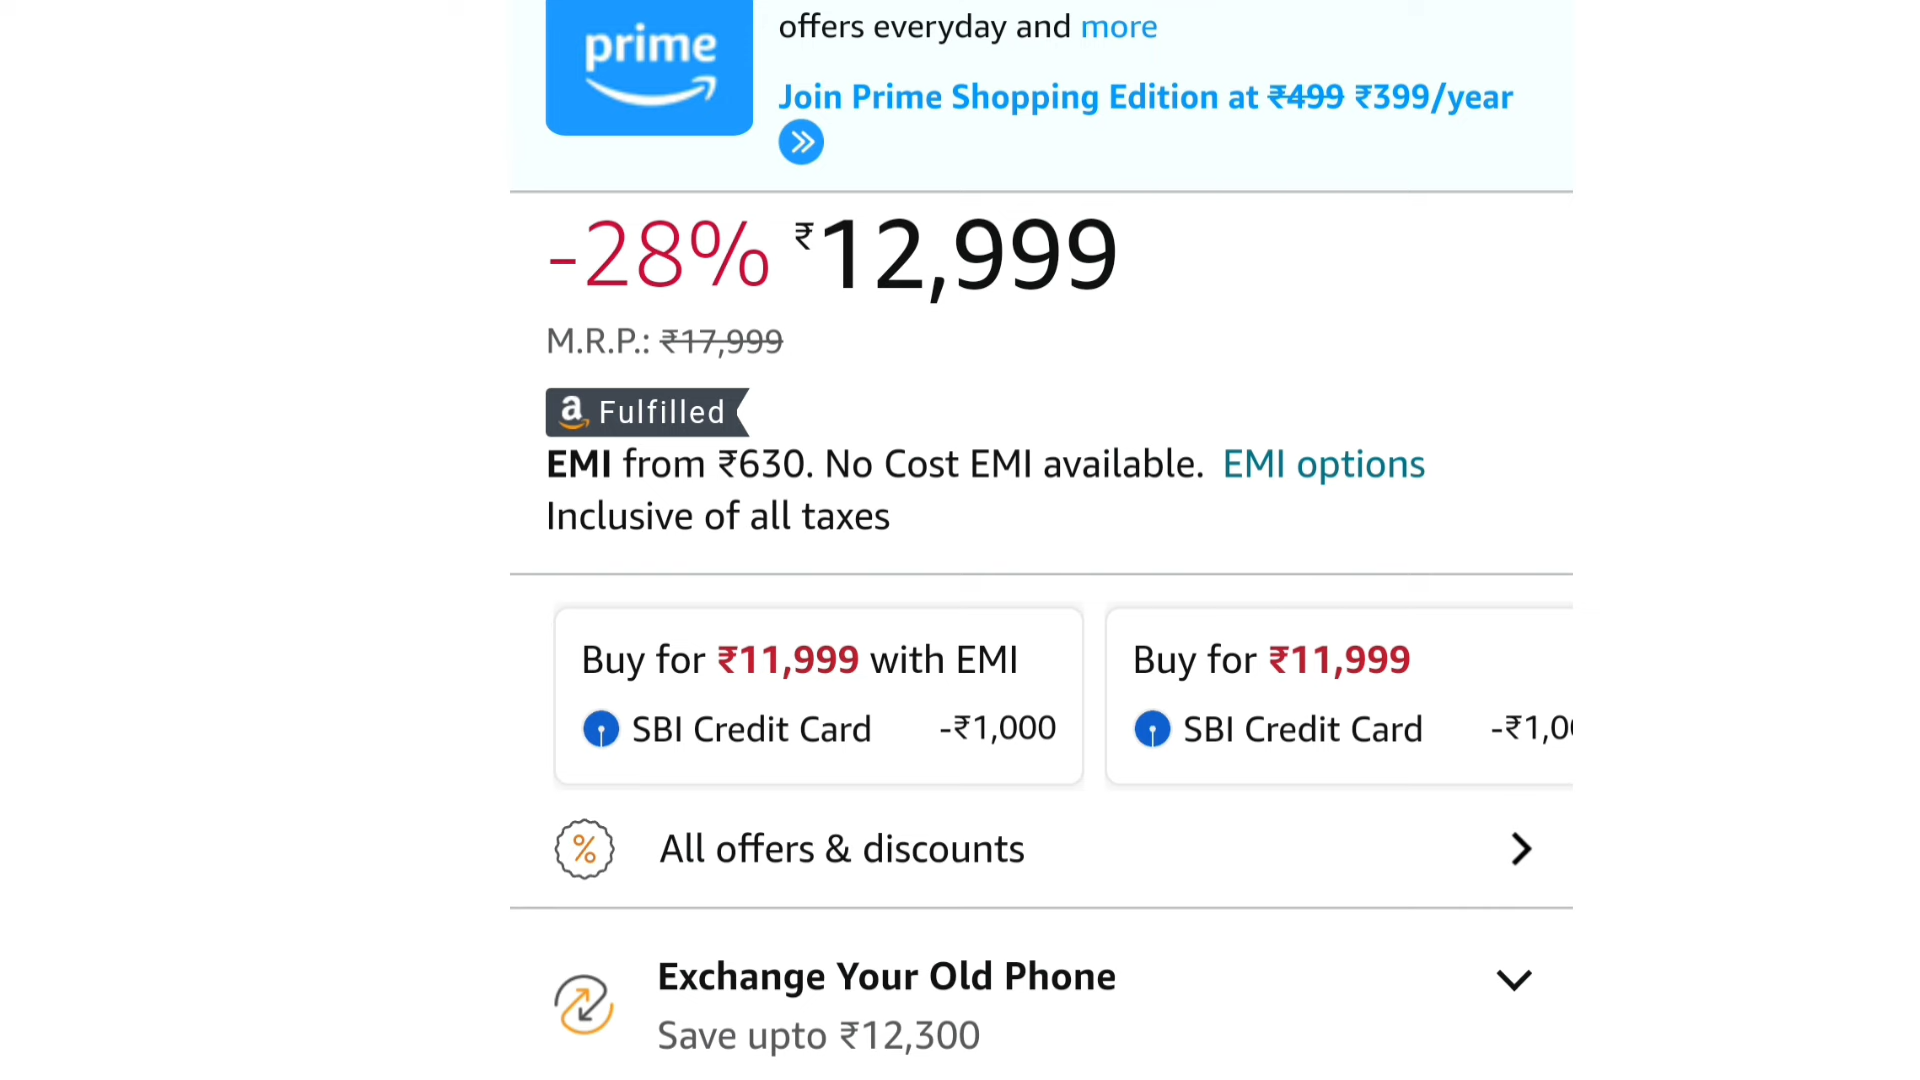 prime
offers everyday and more
Join Prime Shopping Edition at ₹499 ₹399/year
-28% ₹12,999
M.R.P.: ₹17,999
a Fulfilled
EMI from ₹630. No Cost EMI available. EMI options
Inclusive of all taxes
Buy for ₹11,999 with EMI
SBI Credit Card -₹1,000
Buy for ₹11,999
SBI Credit Card
% All offers & discounts
Exchange Your Old Phone
Save upto ₹12,300